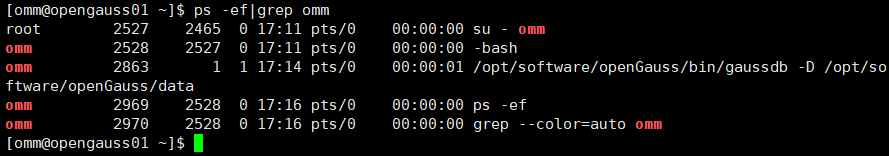 [omm@opengauss01 ~]$ ps -ef|grep omm
root 2527 2465 0 17:11 pts/0 00:00:00 su - omm
omm 2528 2527 0 17:11 pts/0 00:00:00 -bash
omm 2863 1 1 17:14 pts/0 00:00:01 /opt/software/openGauss/bin/gaussdb -D /opt/so
ftware/openGauss/data
omm 2969 2528 0 17:16 pts/0 00:00:00 ps -ef
omm 2970 2528 0 17:16 pts/0 00:00:00 grep --color=auto omm
[omm@opengauss01 ~]$